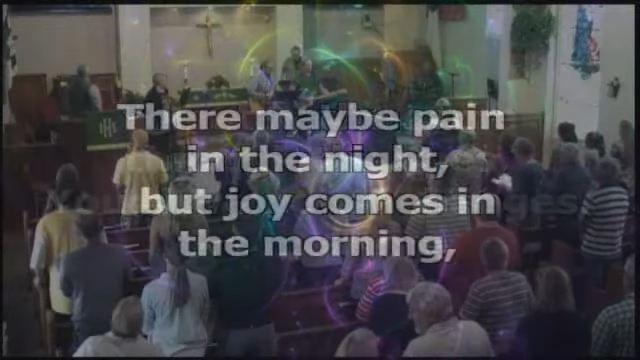 There maybe pain
in the night,
but joy comes in
the morning,